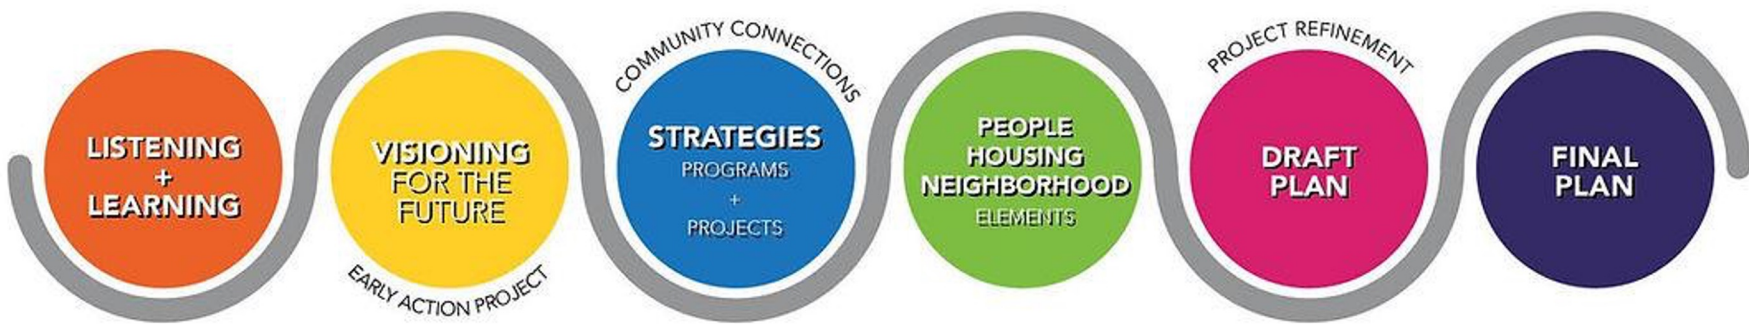 LISTENING
+
LEARNING
VISIONING
FOR THE
FUTURE
EARLY ACTION PROJECT
COMMUNITY CONNECTIONS
STRATEGIES
PROGRAMS
+
PROJECTS
PEOPLE
HOUSING
NEIGHBORHOOD
ELEMENTS
PROJECT REFINEMENT
DRAFT
PLAN
FINAL
PLAN